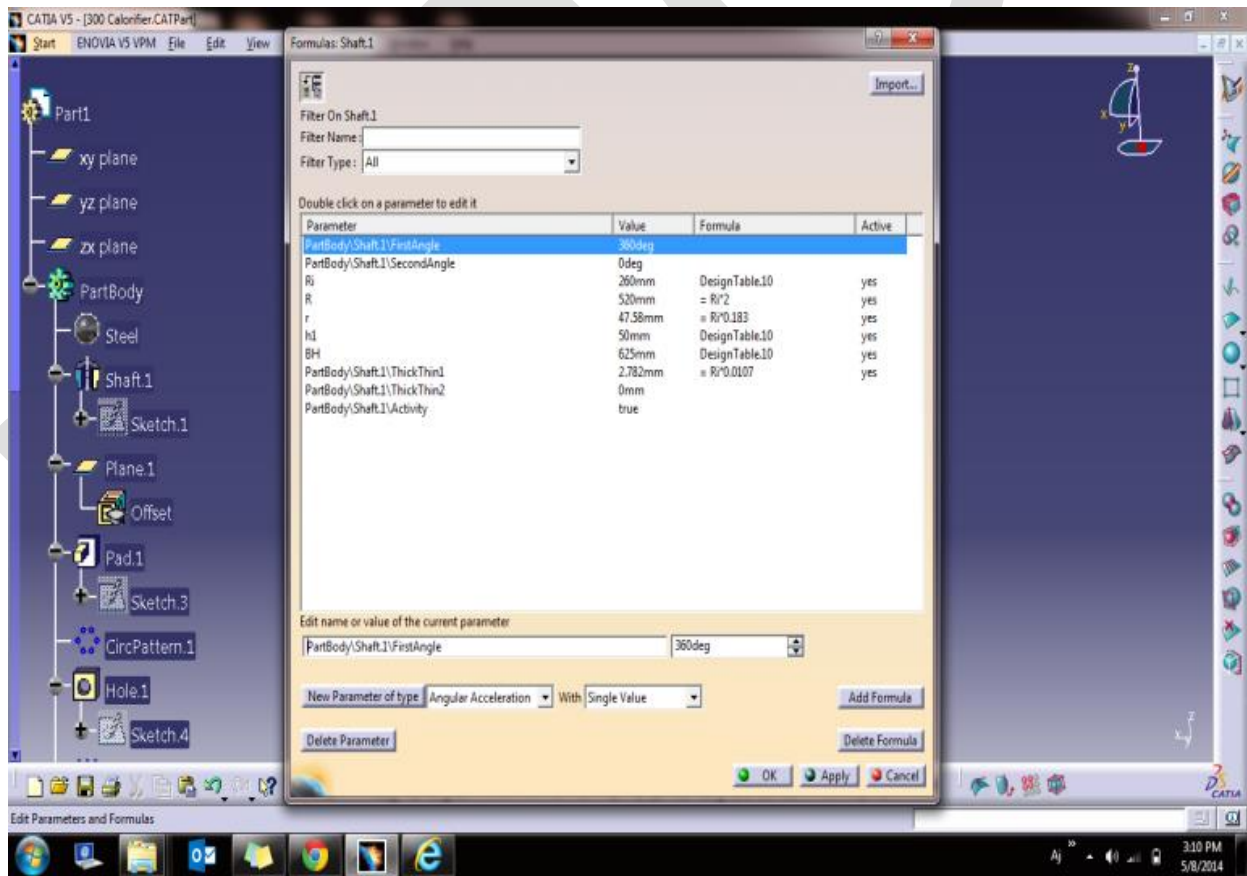 CATIA V5 - [300 Calorifier.CATPart]
Start ENOVIA V5 VPM File Edit View
Formulas: Shaft.1
Import...
Filter On Shaft.1
Filter Name :
Filter Type : All
Double click on a parameter to edit it
Parameter Value Formula Active
PartBody\Shaft.1\FirstAngle 360deg
PartBody\Shaft.1\SecondAngle 0deg
Ri 260mm DesignTable.10 yes
R 520mm = Ri*2 yes
r 47.58mm = Ri*0.183 yes
h1 50mm DesignTable.10 yes
BH 625mm DesignTable.10 yes
PartBody\Shaft.1\ThickThin1 2.782mm = Ri*0.0107 yes
PartBody\Shaft.1\ThickThin2 0mm
PartBody\Shaft.1\Activity true
Edit name or value of the current parameter
PartBody\Shaft.1\FirstAngle 360deg
New Parameter of type Angular Acceleration With Single Value Add Formula
Delete Parameter Delete Formula
OK Apply Cancel
Part1
xy plane
yz plane
zx plane
PartBody
Steel
Shaft.1
Sketch.1
Plane.1
Offset
Pad.1
Sketch.3
CircPattern.1
Hole.1
Sketch.4
z
x
y
z
x
CATIA
Edit Parameters and Formulas
Aj
3:10 PM
5/8/2014